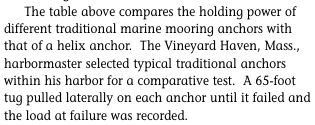 The table above compares the holding power of
different traditional marine mooring anchors with
that of a helix anchor. The Vineyard Haven, Mass.,
harbormaster selected typical traditional anchors
within his harbor for a comparative test. A 65-foot
tug pulled laterally on each anchor until it failed and
the load at failure was recorded.